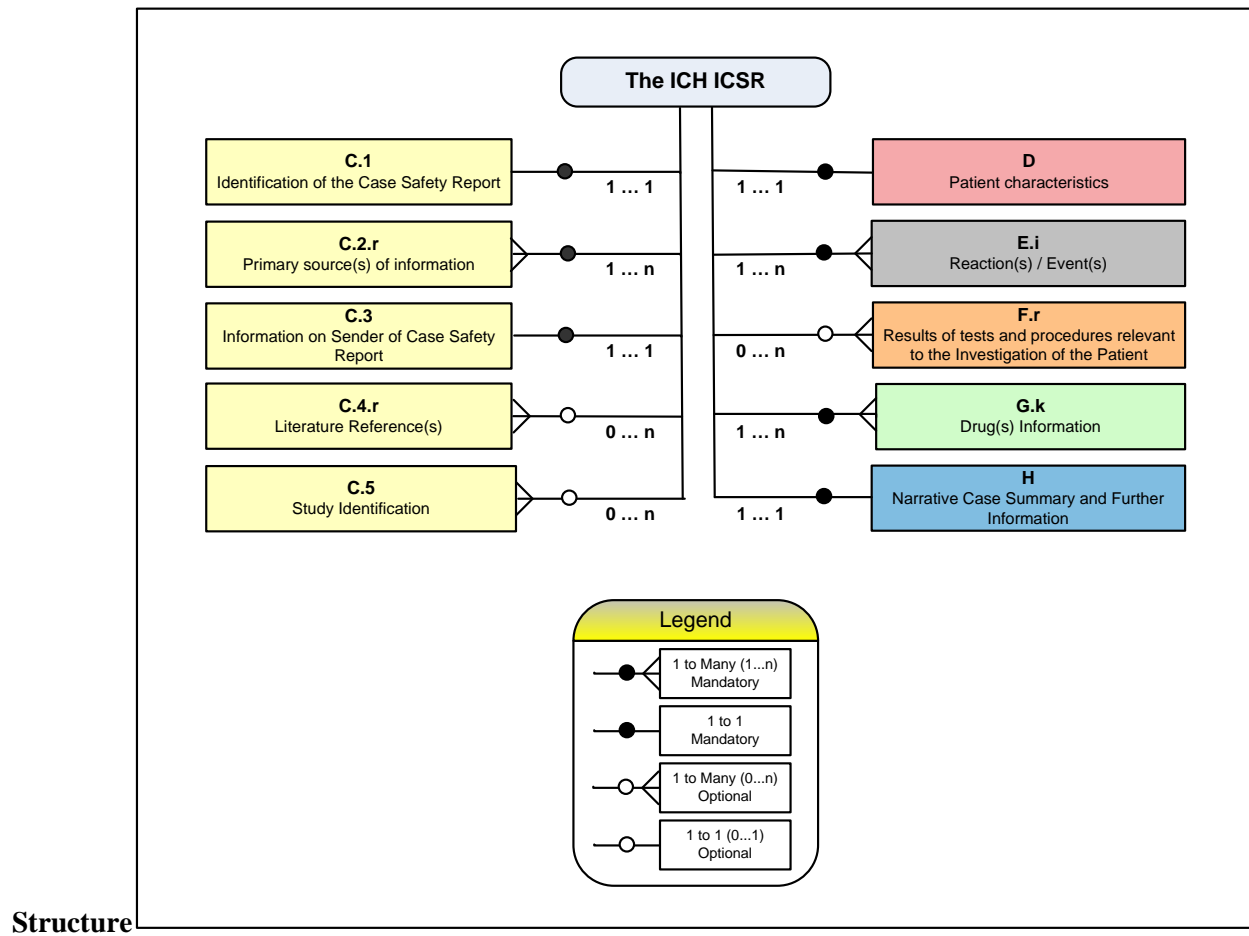 The ICH ICSR
C.1
Identification of the Case Safety Report
1 ... 1
C.2.r
Primary source(s) of information
1 ... n
C.3
Information on Sender of Case Safety
Report
1 ... 1
C.4.r
Literature Reference(s)
0 ... n
C.5
Study Identification
0 ... n
D
Patient characteristics
1 ... 1
E.i
Reaction(s) / Event(s)
1 ... n
F.r
Results of tests and procedures relevant
to the Investigation of the Patient
0 ... n
G.k
Drug(s) Information
1 ... n
H
Narrative Case Summary and Further
Information
1 ... 1
Legend
1 to Many (1...n)
Mandatory
1 to 1
Mandatory
1 to Many (0...n)
Optional
1 to 1 (0...1)
Optional
Structure